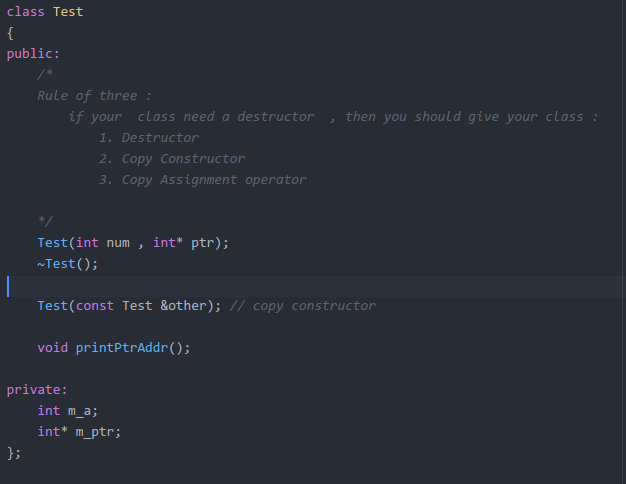 class Test
{
public:
/*
Rule of three :
if your  class need a destructor  , then you should give your class :
1. Destructor
2. Copy Constructor
3. Copy Assignment operator
*/
Test(int num , int* ptr);
~Test();
Test(const Test &other); // copy constructor
void printPtrAddr();
private:
int m_a;
int* m_ptr;
};